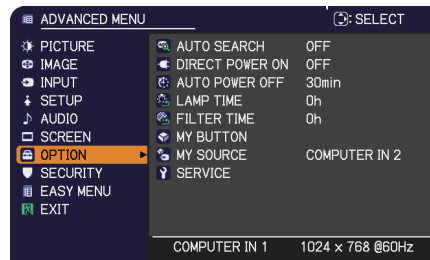 ADVANCED MENU : SELECT
PICTURE AUTO SEARCH OFF
IMAGE DIRECT POWER ON OFF
INPUT AUTO POWER OFF 30min
SETUP LAMP TIME 0h
AUDIO FILTER TIME 0h
SCREEN MY BUTTON
OPTION MY SOURCE COMPUTER IN 2
SECURITY SERVICE
EASY MENU
EXIT
COMPUTER IN 1 1024 x 768 @60Hz